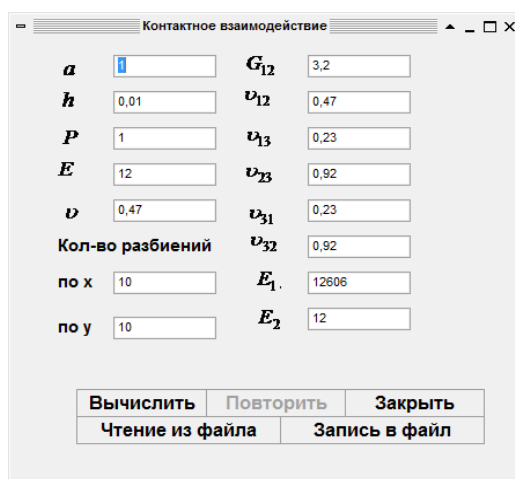 Контактное взаимодействие
a 1 G12 3,2
h 0,01 υ12 0,47
P 1 υ13 0,23
E 12 υ23 0,92
υ 0,47 υ31 0,23
Кол-во разбиений υ32 0,92
по x 10 E1. 12606
по y 10 E2 12
Вычислить Повторить Закрыть
Чтение из файла Запись в файл